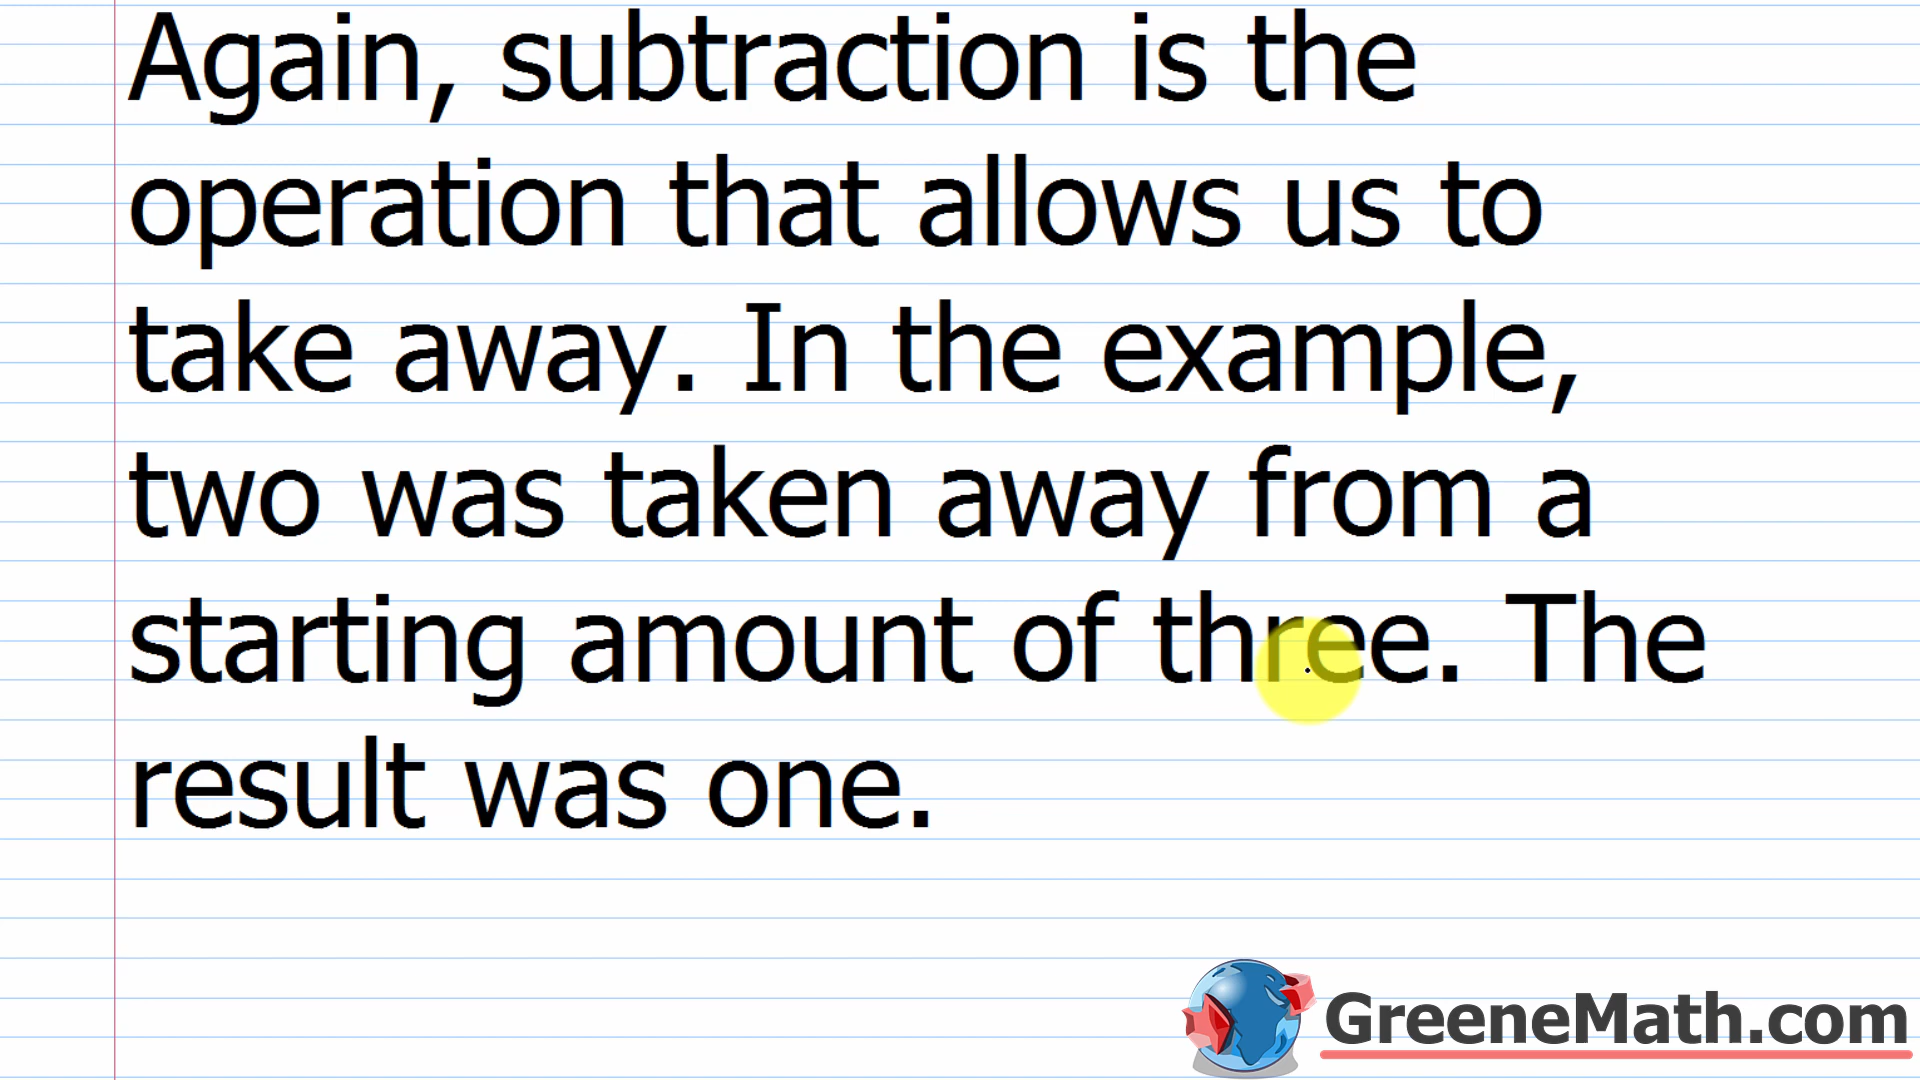 Again, subtraction is the
operation that allows us to
take away. In the example,
two was taken away from a
starting amount of three. The
result was one.
GreeneMath.com